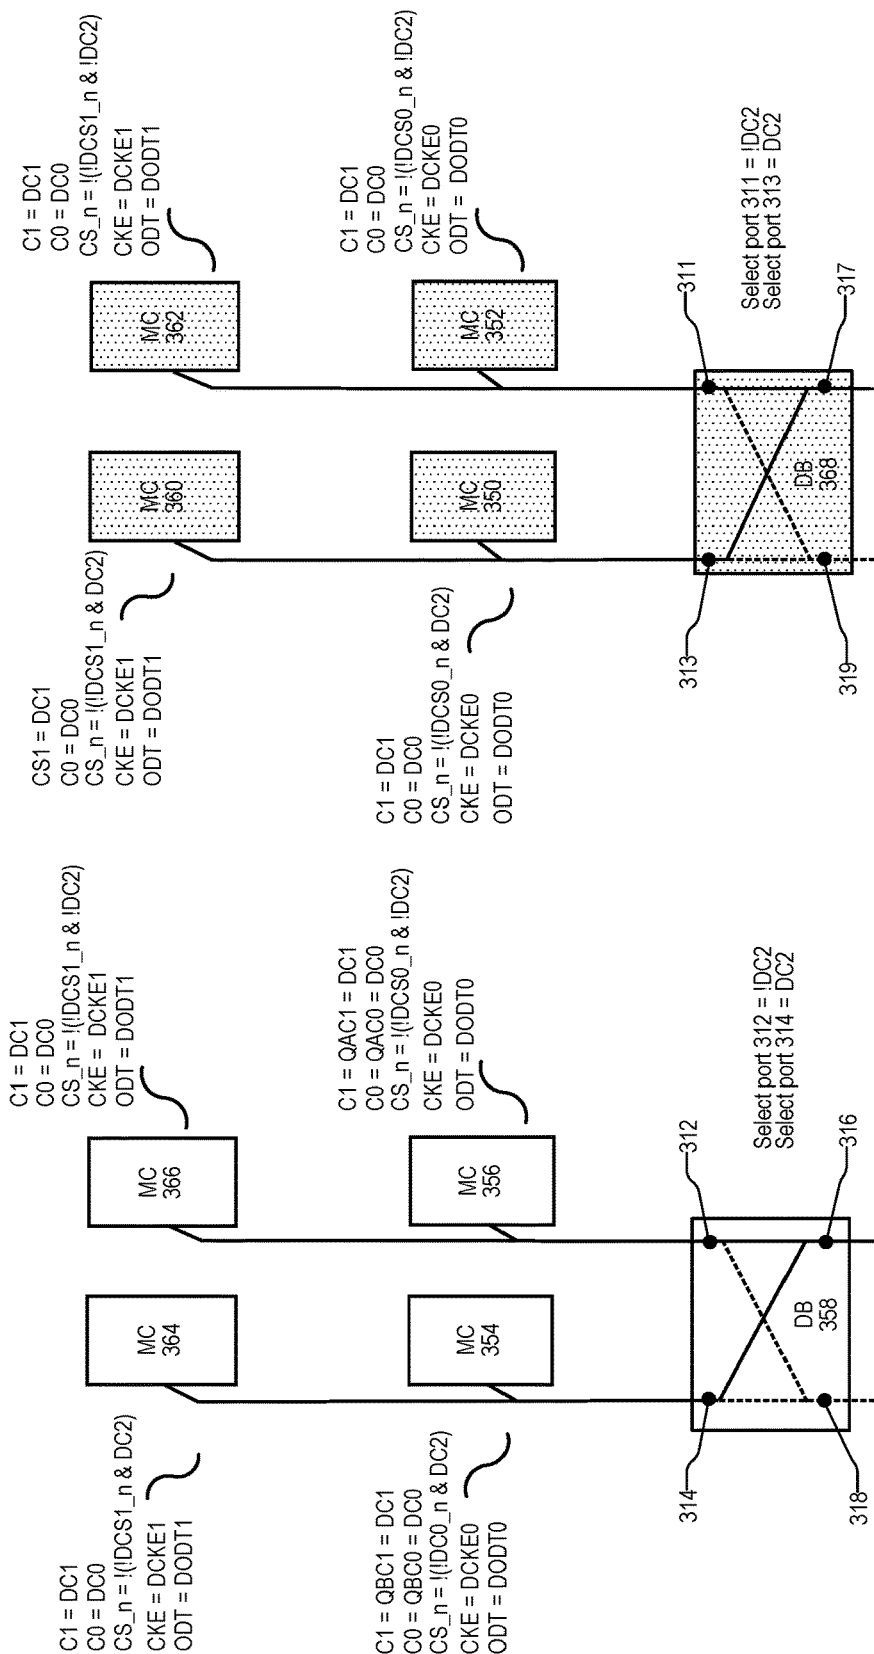 C1 = DC1
C0 = DC0
CS_n = !(!DCS1_n & DC2)
CKE = DCKE1
ODT = DODT1
MC
364
C1 = DC1
C0 = DC0
CS_n = !(!DCS1_n & !DC2)
CKE = DCKE1
ODT = DODT1
MC
366
CS1 = DC1
C0 = DC0
CS_n = !(!DCS1_n & DC2)
CKE = DCKE1
ODT = DODT1
MC
360
C1 = DC1
C0 = DC0
CS_n = !(!DCS1_n & !DC2)
CKE = DCKE1
ODT = DODT1
MC
362
C1 = QBC1 = DC1
C0 = QBC0 = DC0
CS_n = !(!DC0_n & DC2)
CKE = DCKE0
ODT = DODT0
MC
354
C1 = QAC1 = DC1
C0 = QAC0 = DC0
CS_n = !(!DCS0_n & !DC2)
CKE = DCKE0
ODT = DODT0
MC
356
C1 = DC1
C0 = DC0
CS_n = !(!DCS0_n & DC2)
CKE = DCKE0
ODT = DODT0
MC
350
C1 = DC1
C0 = DC0
CS_n = !(!DCS0_n & !DC2)
CKE = DCKE0
ODT = DODT0
MC
352
314
312
313
311
Select port 312 = !DC2
Select port 314 = DC2
Select port 311 = !DC2
Select port 313 = DC2
DB
358
DB
368
318
316
319
317